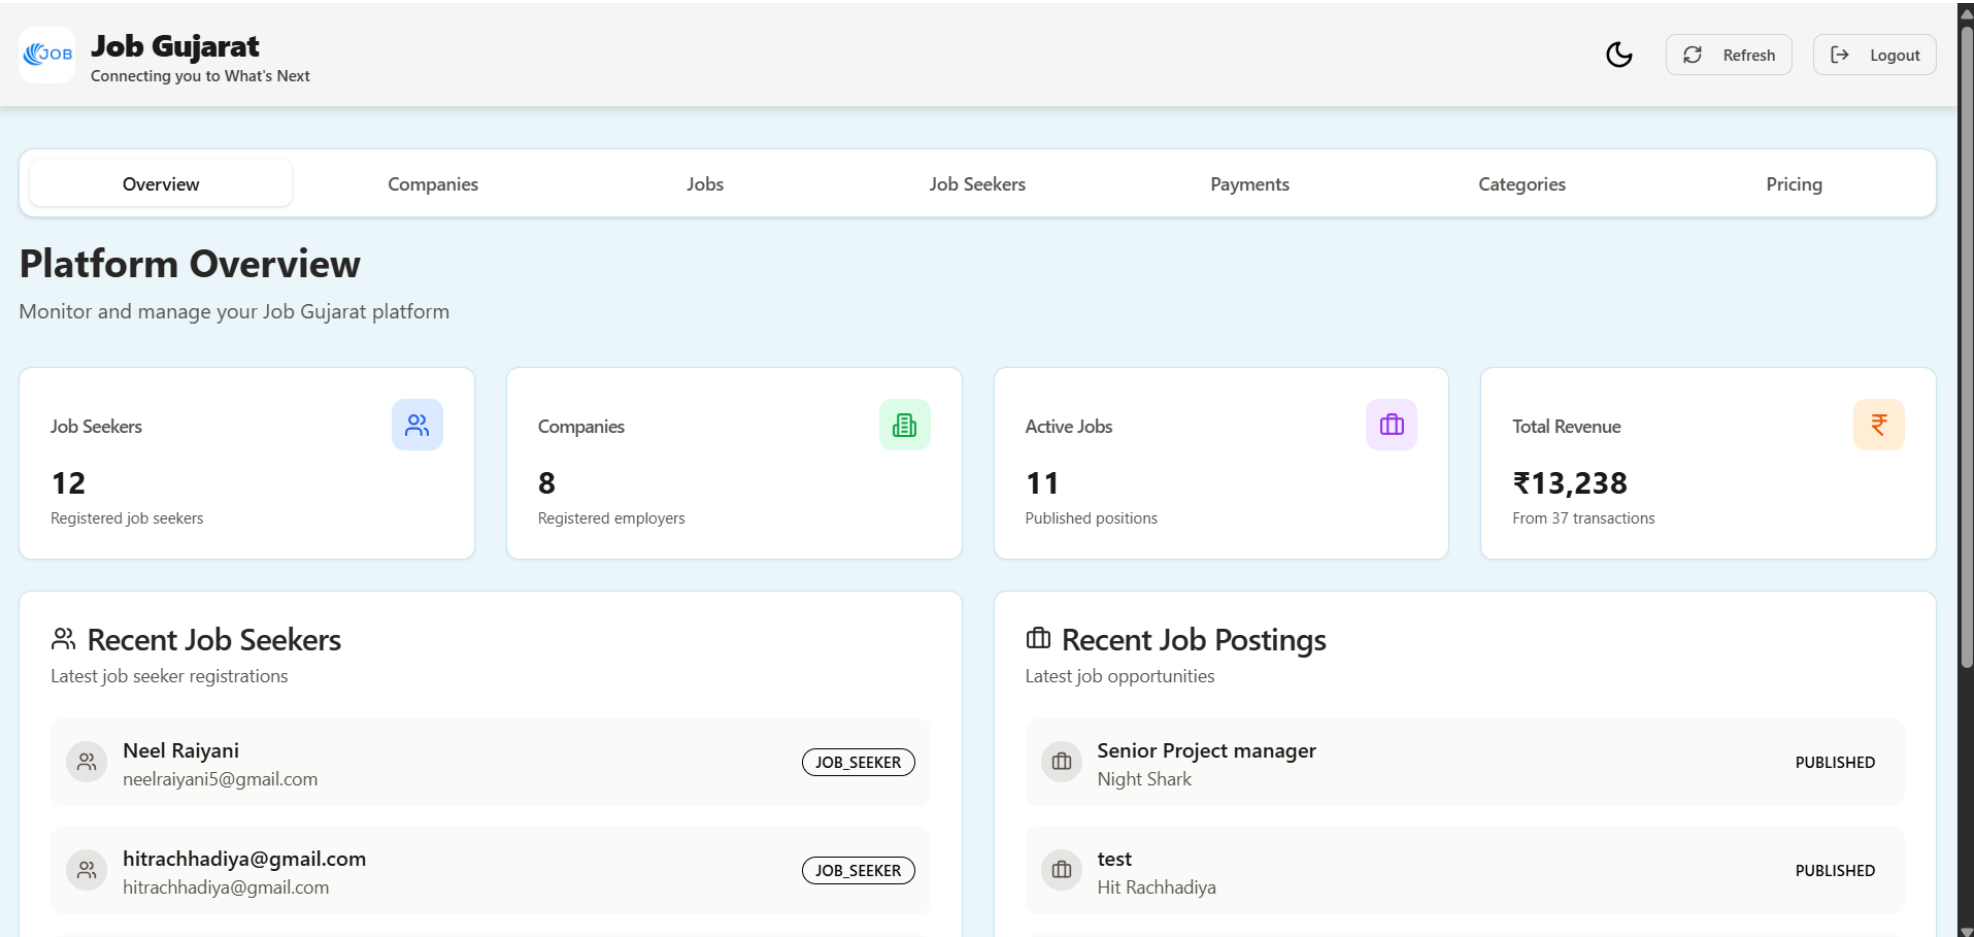 JOB
Job Gujarat
Connecting you to What's Next
Refresh
Logout
Overview
Companies
Jobs
Job Seekers
Payments
Categories
Pricing
Platform Overview
Monitor and manage your Job Gujarat platform
Job Seekers
12
Registered job seekers
Companies
8
Registered employers
Active Jobs
11
Published positions
Total Revenue
₹
₹13,238
From 37 transactions
Recent Job Seekers
Latest job seeker registrations
Neel Raiyani
neelraiyani5@gmail.com
JOB_SEEKER
hitrachhadiya@gmail.com
hitrachhadiya@gmail.com
JOB_SEEKER
Recent Job Postings
Latest job opportunities
Senior Project manager
Night Shark
PUBLISHED
test
Hit Rachhadiya
PUBLISHED